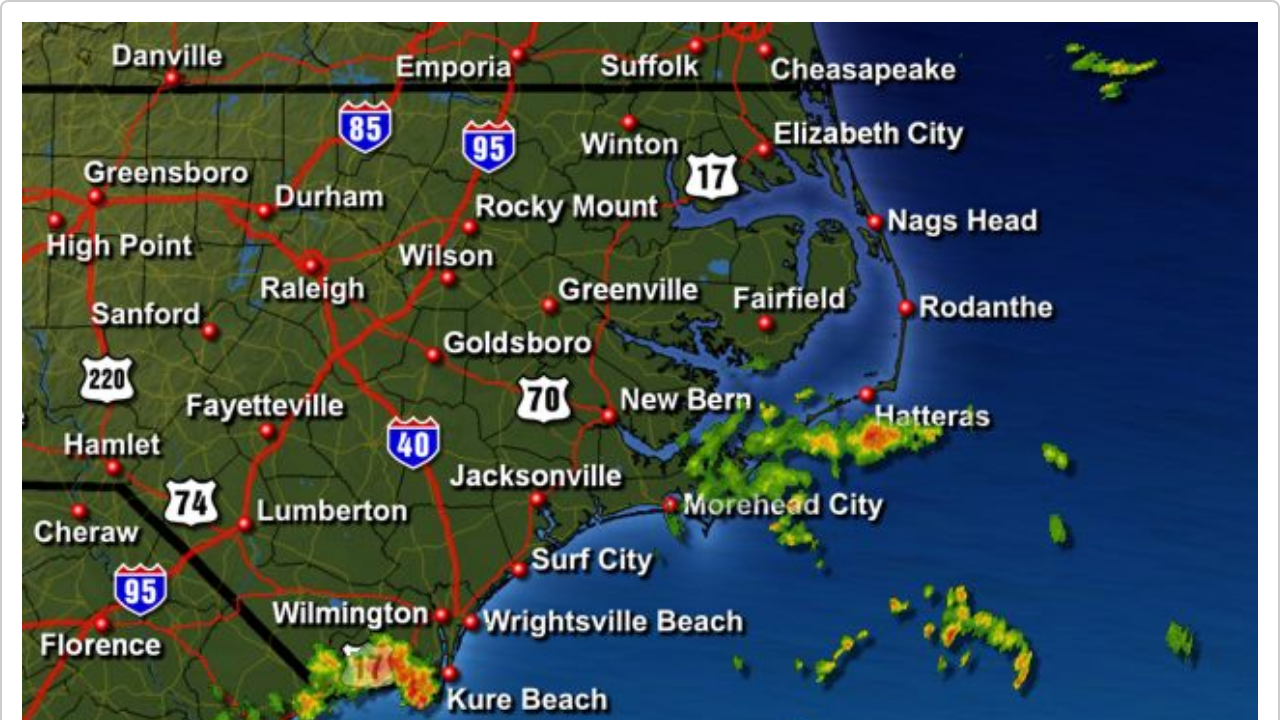 Danville
Emporia
Suffolk
Cheasapeake
85
95
Winton
Elizabeth City
17
Greensboro
Durham
Rocky Mount
Nags Head
High Point
Wilson
Raleigh
Greenville
Fairfield
Rodanthe
Sanford
Goldsboro
220
70
New Bern
Fayetteville
Hatteras
Hamlet
40
Jacksonville
74
Lumberton
Morehead City
Cheraw
Surf City
95
Wilmington
Wrightsville Beach
Florence
17
Kure Beach